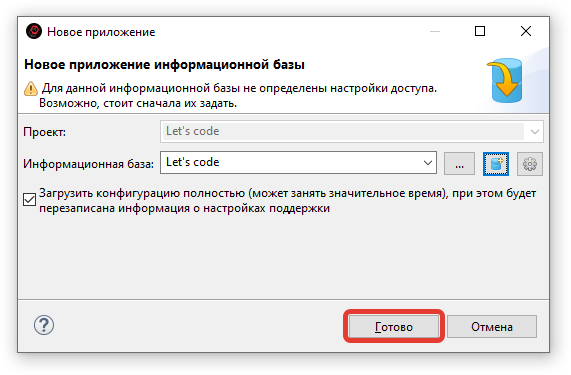 Новое приложение
Новое приложение информационной базы
Для данной информационной базы не определены настройки доступа.
Возможно, стоит сначала их задать.
Проект: Let's code
Информационная база: Let's code ...
Загрузить конфигурацию полностью (может занять значительное время), при этом будет
перезаписана информация о настройках поддержки
? Готово Отмена